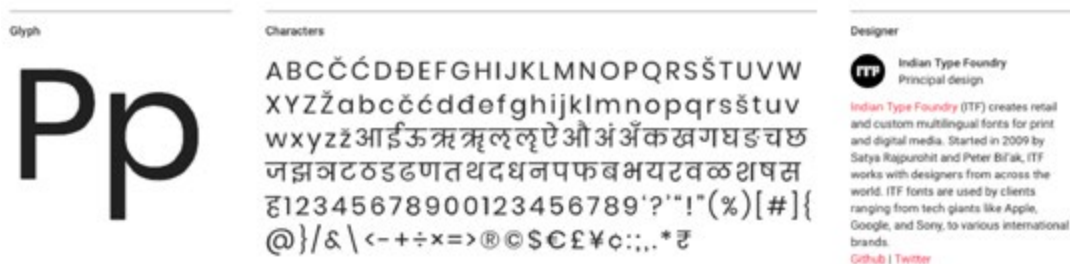 Glyph
Pp
Characters
ABCČĆDĐEFGHIJKLMNOPQRSŠTUVW
XYZŽabcčćdđefghijklmnopqrsštuv
wxyzžआईऊऋॠऌॡऐऔअंअँकखगघङचछ
जझञटठडढणतथदधनपफबभयरवळशषस
ह1234567890‘?’“!”(%)[#]{
@}/&\<-+÷×=>®©$€£¥¢:;,.*₹
Designer
ITF
Indian Type Foundry
Principal design
Indian Type Foundry (ITF) creates retail
and custom multilingual fonts for print
and digital media. Started in 2009 by
Satya Rajpurohit and Peter Biľak, ITF
works with designers from across the
world. ITF fonts are used by clients
ranging from tech giants like Apple,
Google, and Sony, to various international
brands.
Github | Twitter